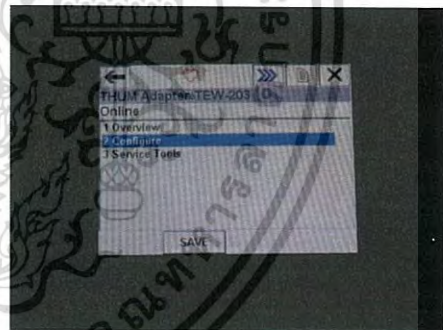 THUM Adapter:TEW-203
Online
1 Overview
2 Configure
3 Service Tools
SAVE